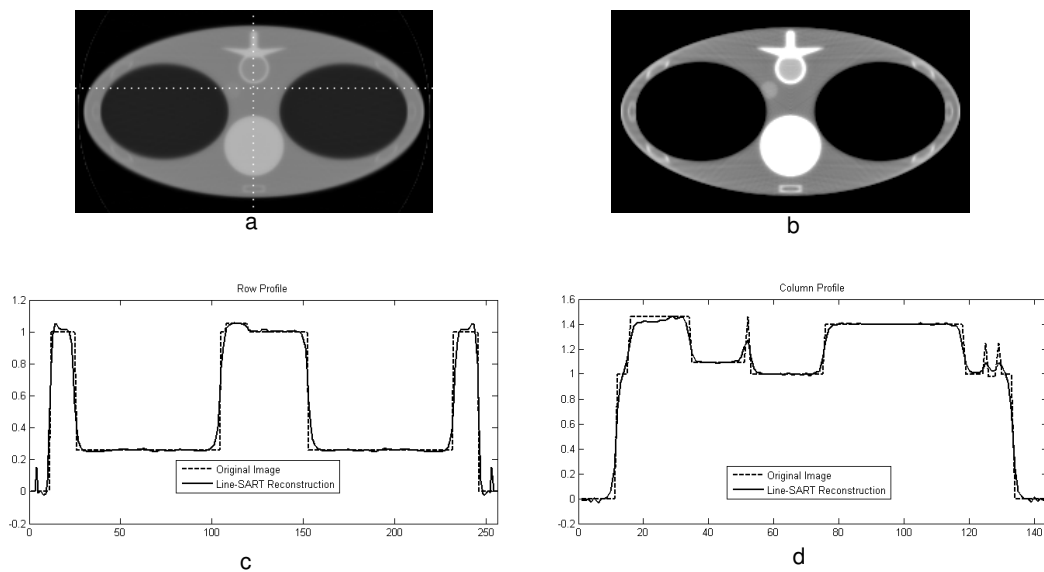 a
b
Row Profile
1.2
1
0.8
0.6
0.4
0.2
0
-0.2
0 50 100 150 200 250
Original Image
Line-SART Reconstruction
c
Column Profile
1.6
1.4
1.2
1
0.8
0.6
0.4
0.2
0
-0.2
0 20 40 60 80 100 120 140
Original Image
Line-SART Reconstruction
d